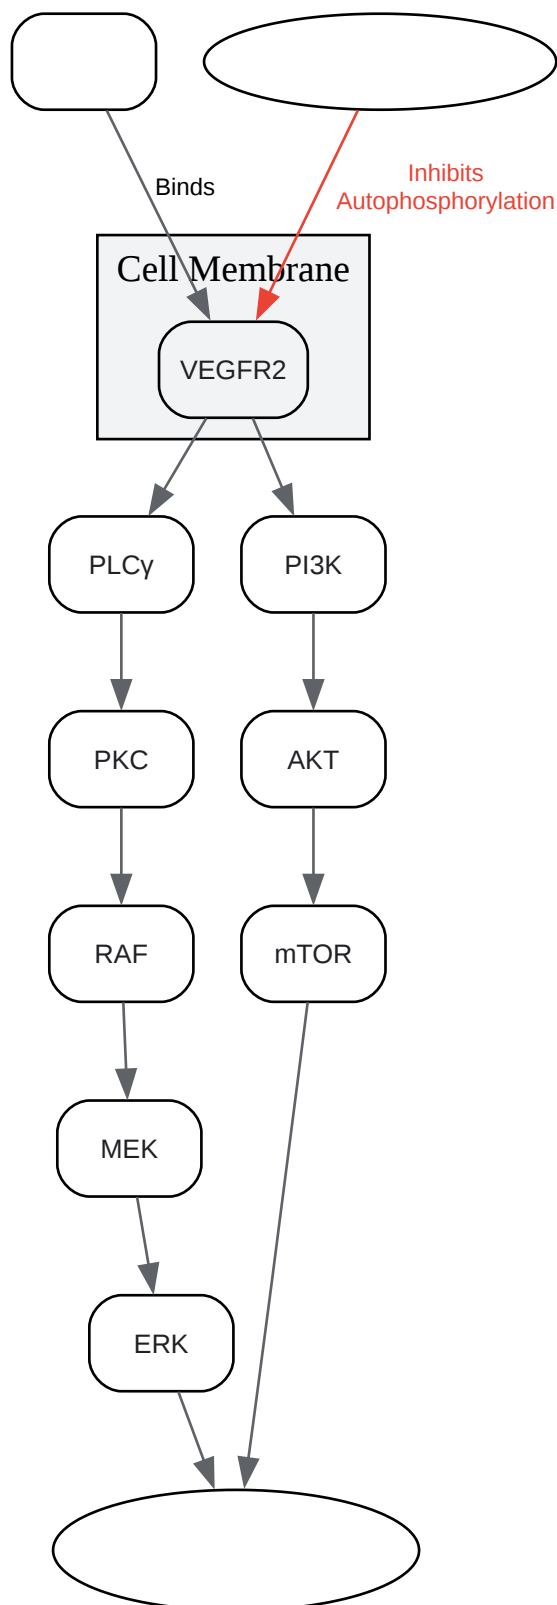 Binds
Inhibits
Autophosphorylation
Cell Membrane
VEGFR2
PLCγ
PI3K
PKC
AKT
RAF
mTOR
MEK
ERK